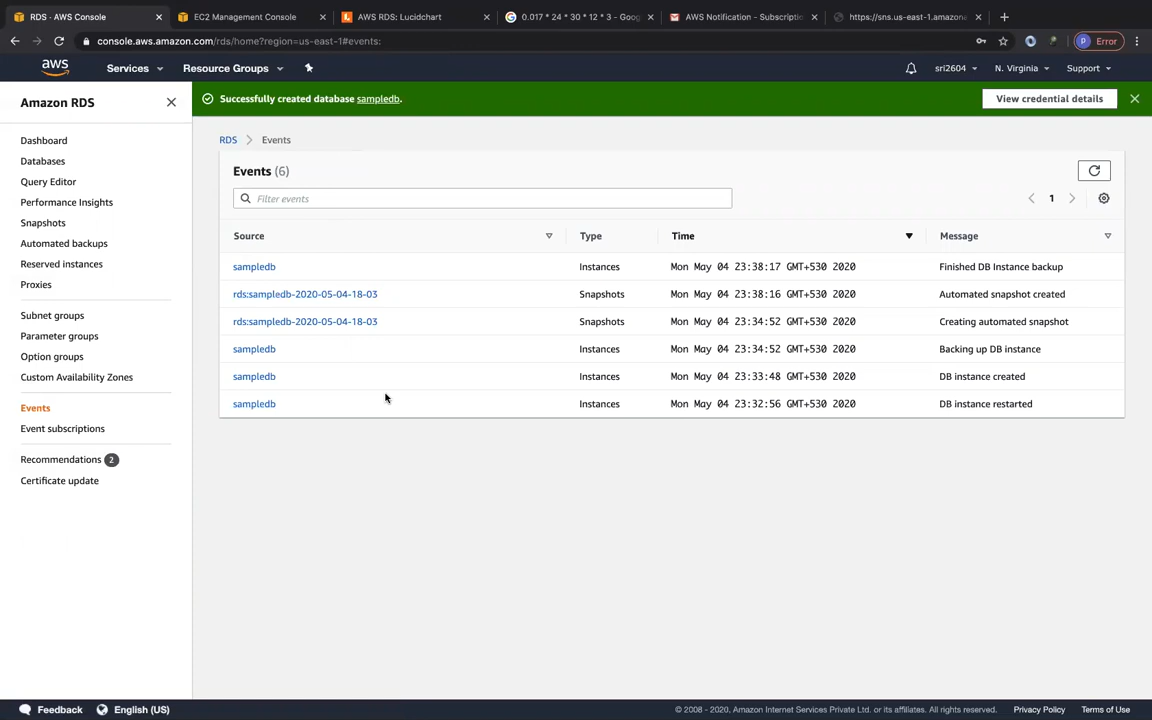 RDS · AWS Console
EC2 Management Console
AWS RDS: Lucidchart
0.017 * 24 * 30 * 12 * 3 - Goog
AWS Notification - Subscriptio
https://sns.us-east-1.amazona
console.aws.amazon.com/rds/home?region=us-east-1#events:
P Error
aws
Services
Resource Groups
sri2604
N. Virginia
Support
Amazon RDS
Successfully created database sampledb.
View credential details
Dashboard
Databases
Query Editor
Performance Insights
Snapshots
Automated backups
Reserved instances
Proxies
Subnet groups
Parameter groups
Option groups
Custom Availability Zones
Events
Event subscriptions
Recommendations 2
Certificate update
RDS > Events
Events (6)
Filter events
1
Source Type Time Message
sampledb Instances Mon May 04 23:38:17 GMT+530 2020 Finished DB Instance backup
rds:sampledb-2020-05-04-18-03 Snapshots Mon May 04 23:38:16 GMT+530 2020 Automated snapshot created
rds:sampledb-2020-05-04-18-03 Snapshots Mon May 04 23:34:52 GMT+530 2020 Creating automated snapshot
sampledb Instances Mon May 04 23:34:52 GMT+530 2020 Backing up DB instance
sampledb Instances Mon May 04 23:33:48 GMT+530 2020 DB instance created
sampledb Instances Mon May 04 23:32:56 GMT+530 2020 DB instance restarted
Feedback
English (US)
© 2008 - 2020, Amazon Internet Services Private Ltd. or its affiliates. All rights reserved.
Privacy Policy
Terms of Use